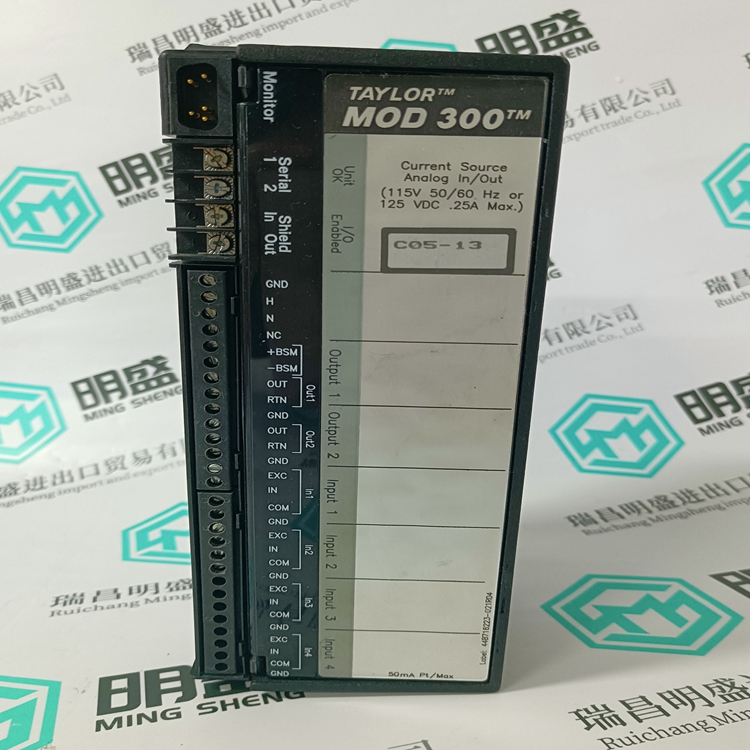 TAYLOR™
MOD 300™
Current Source
Analog In/Out
(115V 50/60 Hz or
125 VDC .25A Max.)
C05-13
Monitor
Serial
1 2
Shield
In Out
Unit
OK
I/O
Enabled
GND
H
N
NC
+BSM
-BSM
OUT
RTN
Out1
GND
OUT
RTN
Out2
GND
EXC
IN
COM
In1
GND
EXC
IN
COM
In2
GND
EXC
IN
COM
In3
GND
EXC
IN
COM
In4
GND
Output 1
Output 2
Input 1
Input 2
Input 3
Input 4
50mA Pt/Max
Label: 448716223-021R04
瑞昌明盛进出口贸易有限公司
Ruichang Mingsheng import and export trade Co., Ltd.
明盛
MING SHENG